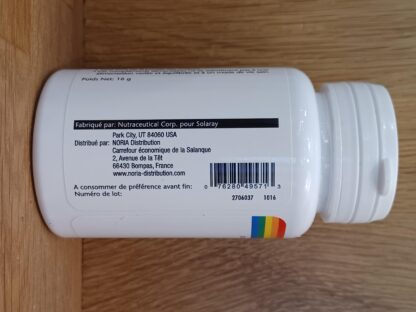 Poids Net: 16 g
Fabriqué par: Nutraceutical Corp. pour Solaray
Park City, UT 84060 USA
Distribué par: NORIA Distribution
Carrefour économique de la Salanque
2, Avenue de la Têt
66430 Bompas, France
www.noria-distribution.com
A consommer de préférence avant fin:
Numéro de lot:
0 76280 49571 3
2706037 1016